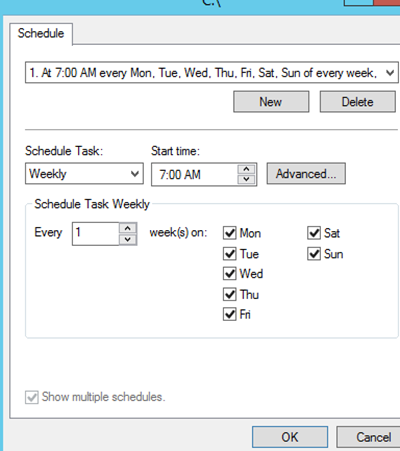 C:\
Schedule
1. At 7:00 AM every Mon, Tue, Wed, Thu, Fri, Sat, Sun of every week,
New
Delete
Schedule Task:
Start time:
Weekly
7:00 AM
Advanced...
Schedule Task Weekly
Every 1 week(s) on:
Mon
Sat
Tue
Sun
Wed
Thu
Fri
Show multiple schedules.
OK
Cancel